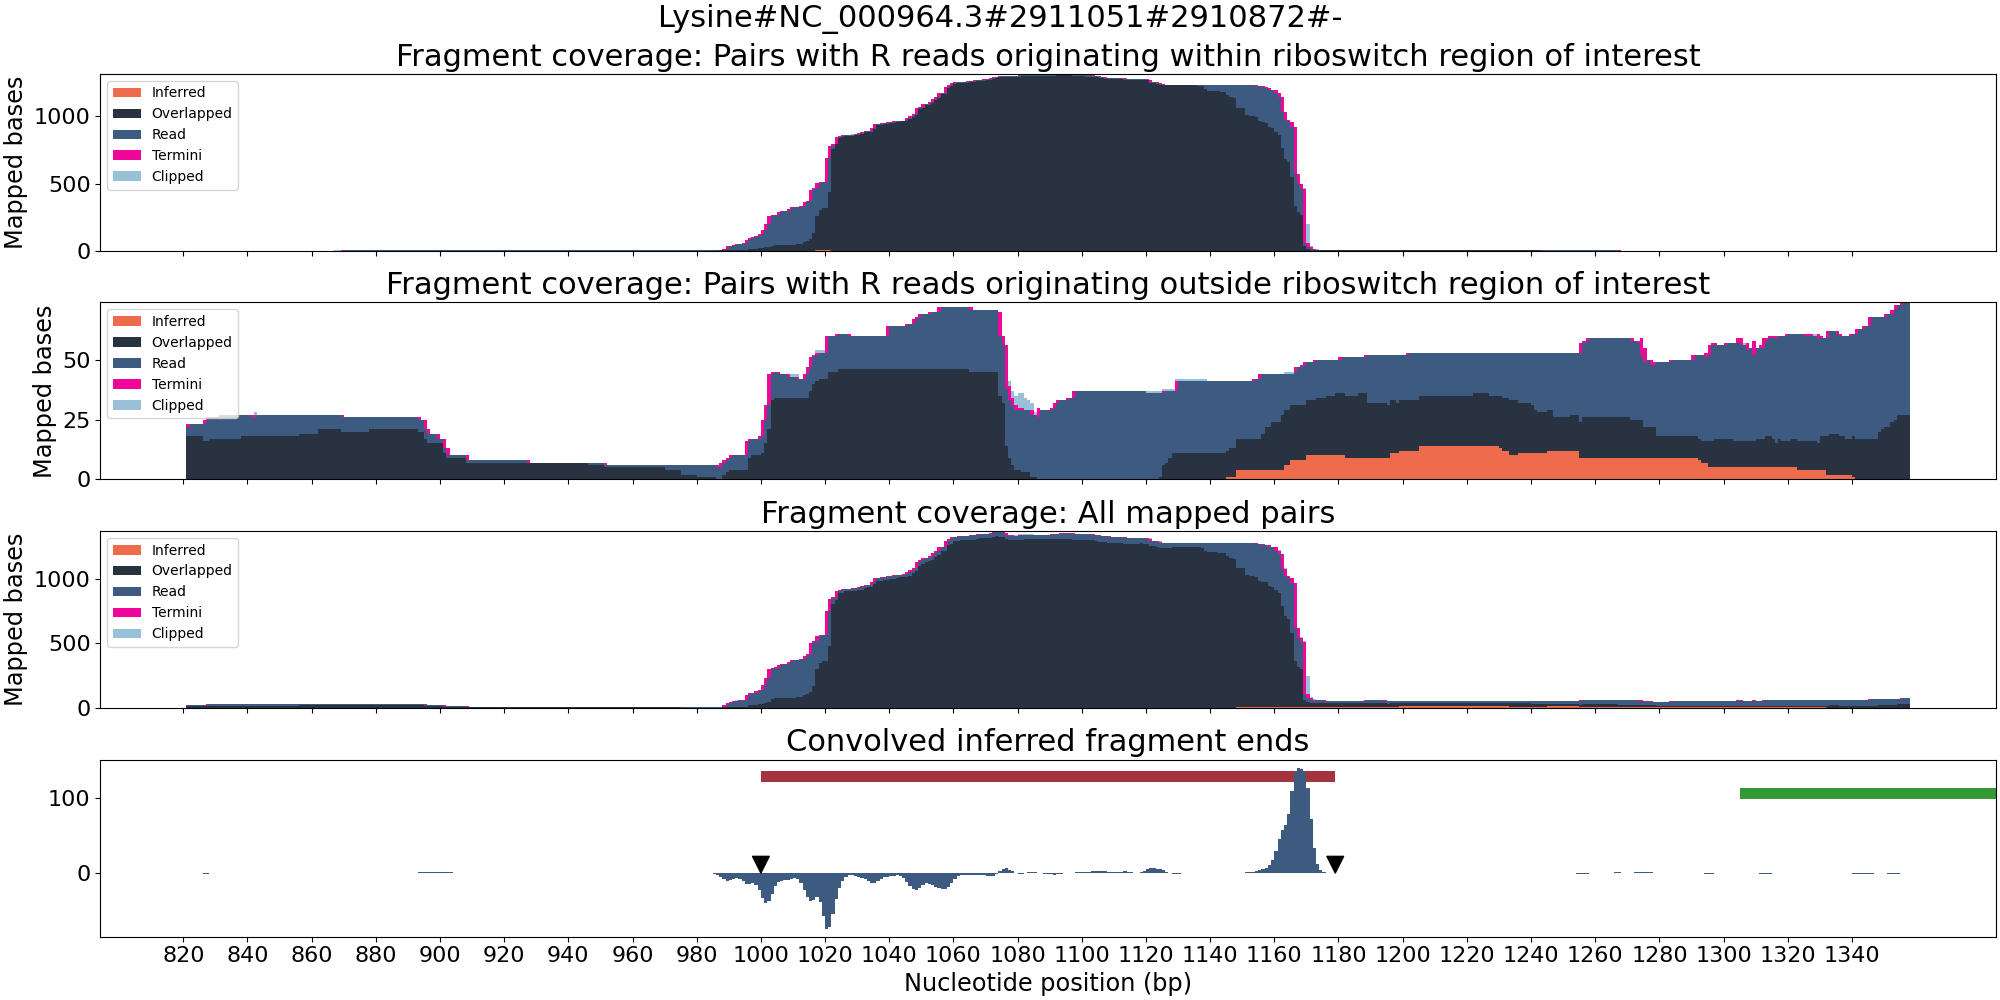 Lysine#NC_000964.3#2911051#2910872#-
Fragment coverage: Pairs with R reads originating within riboswitch region of interest
Mapped bases
1000
500
0
Inferred
Overlapped
Read
Termini
Clipped
Fragment coverage: Pairs with R reads originating outside riboswitch region of interest
Mapped bases
50
25
0
Inferred
Overlapped
Read
Termini
Clipped
Fragment coverage: All mapped pairs
Mapped bases
1000
500
0
Inferred
Overlapped
Read
Termini
Clipped
Convolved inferred fragment ends
100
0
820 840 860 880 900 920 940 960 980 1000 1020 1040 1060 1080 1100 1120 1140 1160 1180 1200 1220 1240 1260 1280 1300 1320 1340
Nucleotide position (bp)